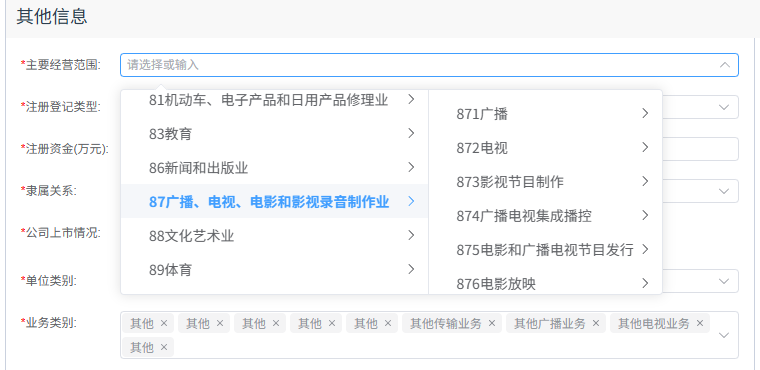 其他信息
*主要经营范围: 请选择或输入
*注册登记类型:
*注册资金(万元):
*隶属关系:
*公司上市情况:
*单位类别:
81机动车、电子产品和日用产品修理业
83教育
86新闻和出版业
87广播、电视、电影和影视录音制作业
88文化艺术业
89体育
871广播
872电视
873影视节目制作
874广播电视集成播控
875电影和广播电视节目发行
876电影放映
*业务类别: 其他 × 其他 × 其他 × 其他 × 其他 × 其他传输业务 × 其他广播业务 × 其他电视业务 ×
其他 ×